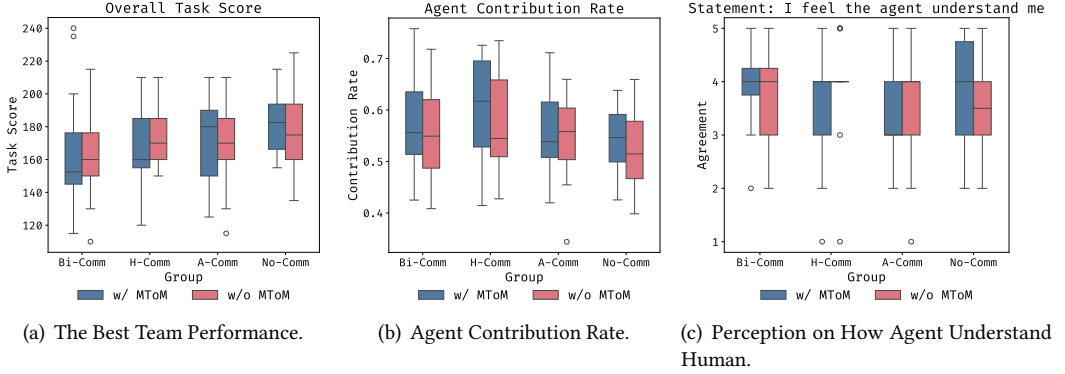 Overall Task Score
Task Score
240
220
200
180
160
140
120
Bi-Comm H-Comm A-Comm No-Comm
Group
w/ MToM w/o MToM
(a) The Best Team Performance.
Agent Contribution Rate
Contribution Rate
0.7
0.6
0.5
0.4
Bi-Comm H-Comm A-Comm No-Comm
Group
w/ MToM w/o MToM
(b) Agent Contribution Rate.
Statement: I feel the agent understand me
Agreement
5
4
3
2
1
Bi-Comm H-Comm A-Comm No-Comm
Group
w/ MToM w/o MToM
(c) Perception on How Agent Understand
Human.